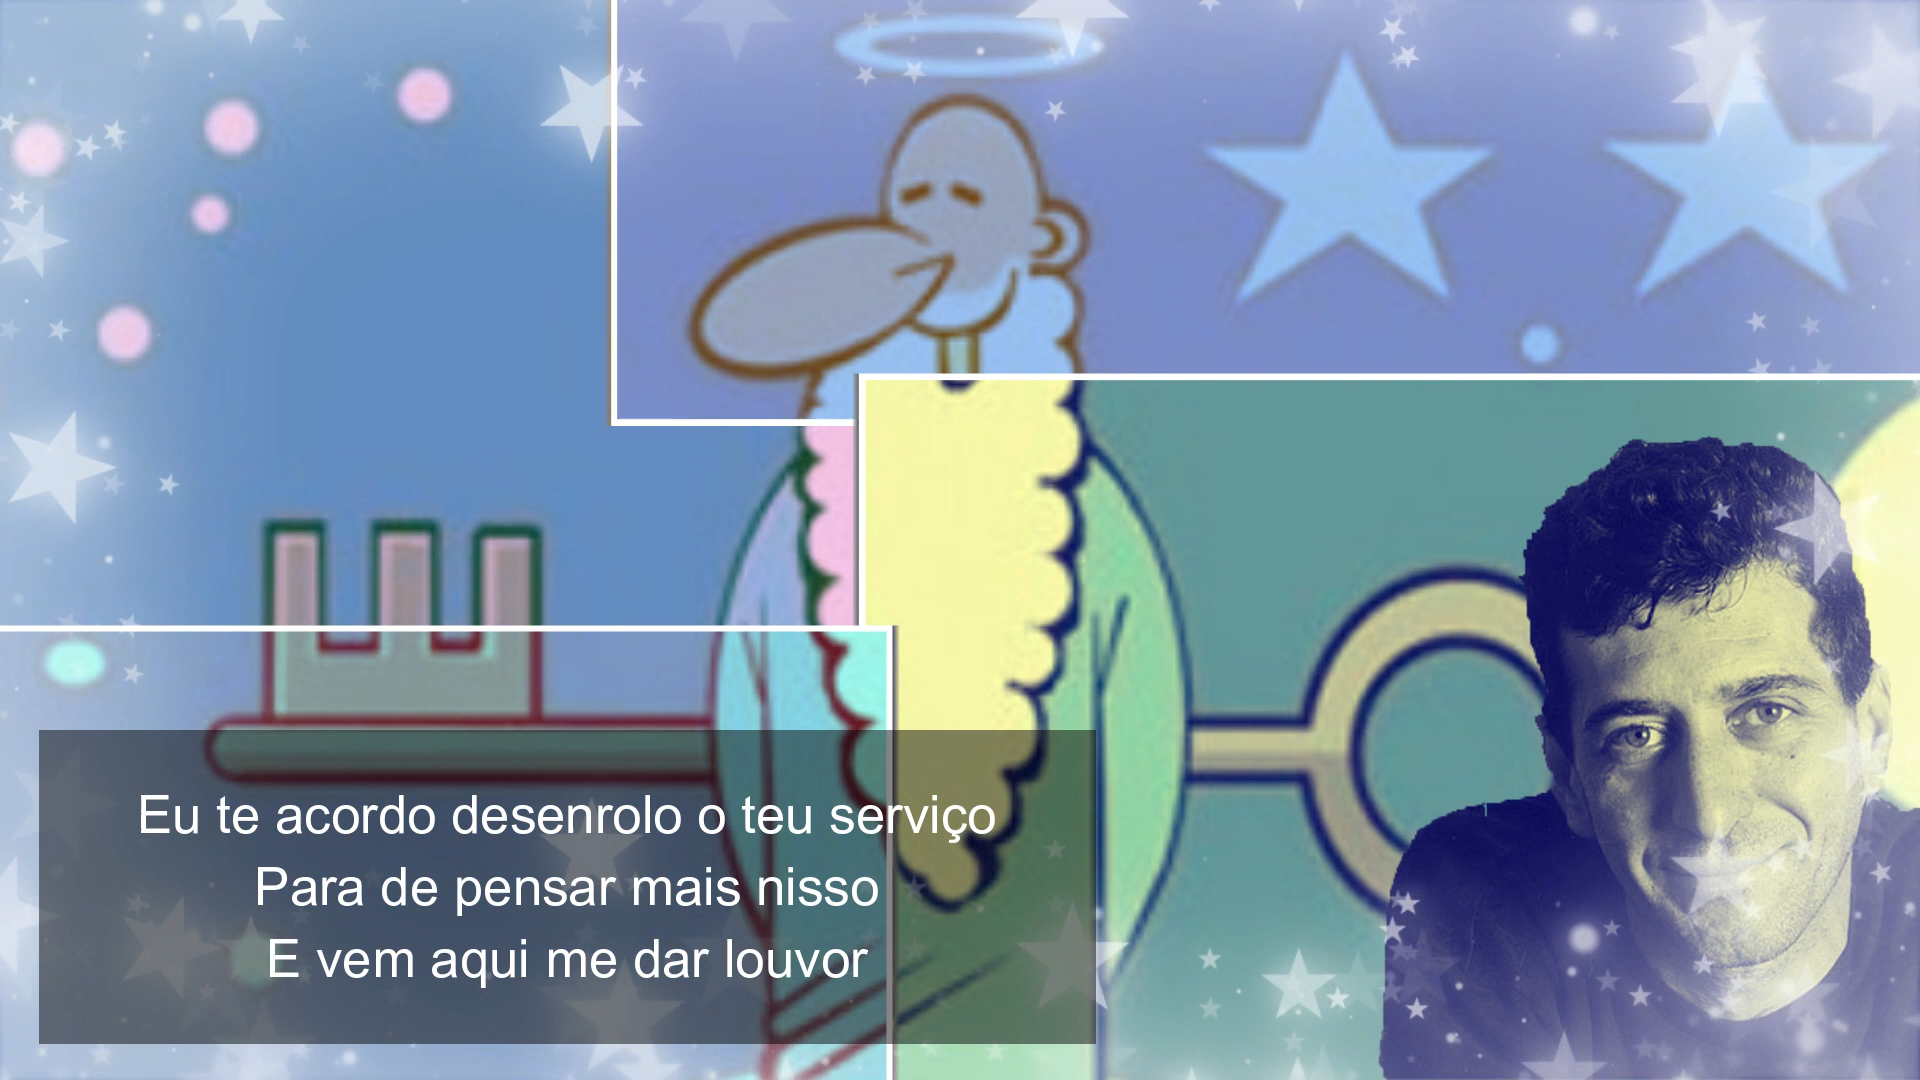 Eu te acordo desenrolo o teu serviço
Para de pensar mais nisso
E vem aqui me dar louvor